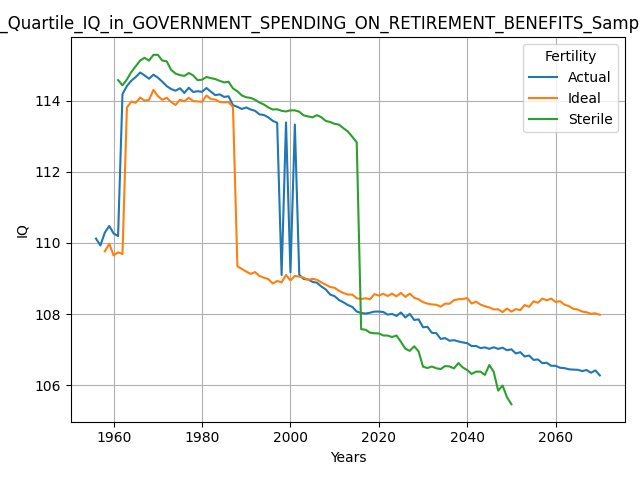 _Quartile_IQ_in_GOVERNMENT_SPENDING_ON_RETIREMENT_BENEFITS_Samp
Fertility
Actual
Ideal
Sterile
114
112
110
108
106
IQ
1960 1980 2000 2020 2040 2060
Years